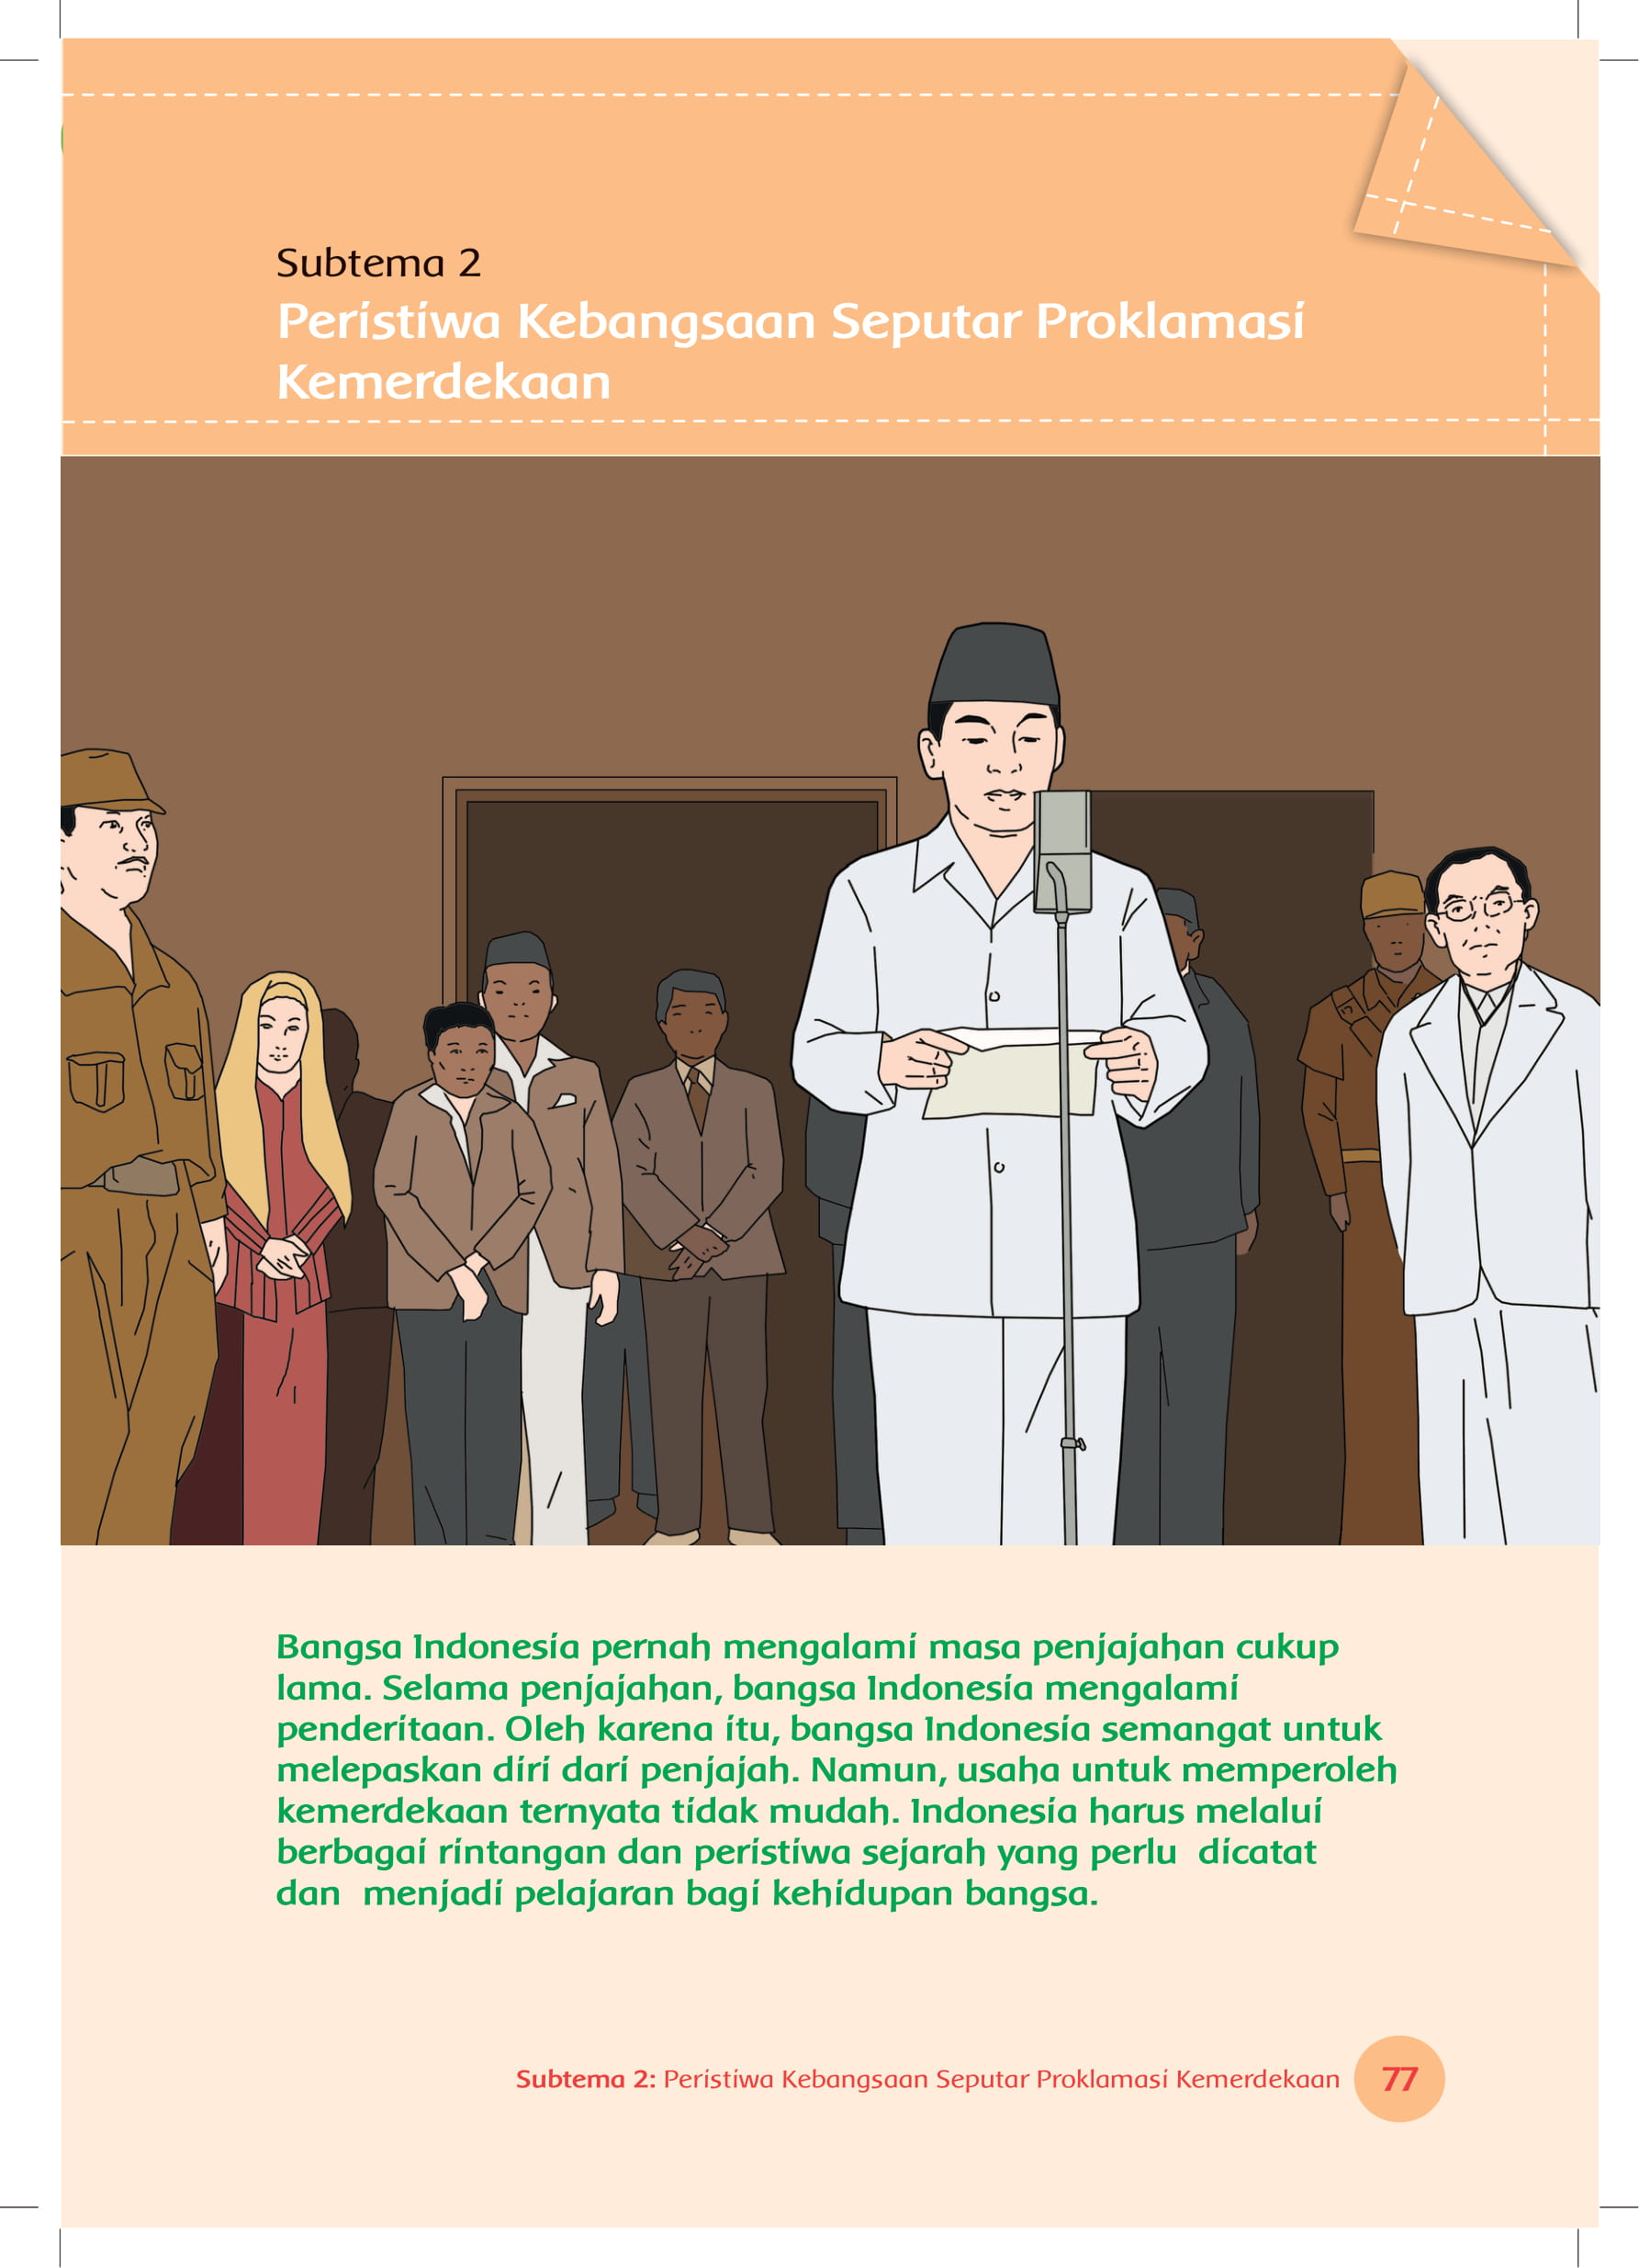 Subtema 2
Peristiwa Kebangsaan Seputar Proklamasi
Kemerdekaan
Bangsa Indonesia pernah mengalami masa penjajahan cukup
lama. Selama penjajahan, bangsa Indonesia mengalami
penderitaan. Oleh karena itu, bangsa Indonesia semangat untuk
melepaskan diri dari penjajah. Namun, usaha untuk memperoleh
kemerdekaan ternyata tidak mudah. Indonesia harus melalui
berbagai rintangan dan peristiwa sejarah yang perlu  dicatat
dan  menjadi pelajaran bagi kehidupan bangsa.
Subtema 2: Peristiwa Kebangsaan Seputar Proklamasi Kemerdekaan 77